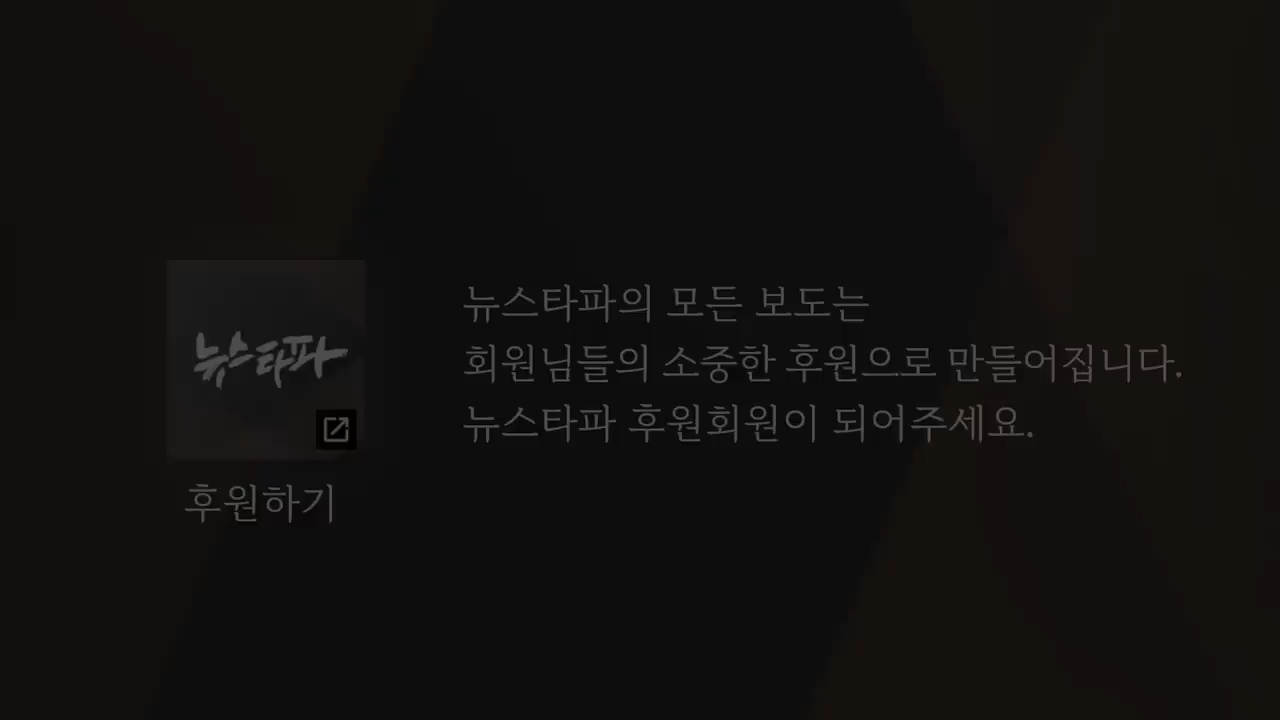 뉴스타파의 모든 보도는
회원님들의 소중한 후원으로 만들어집니다.
뉴스타파 후원회원이 되어주세요.
뉴스타파
후원하기